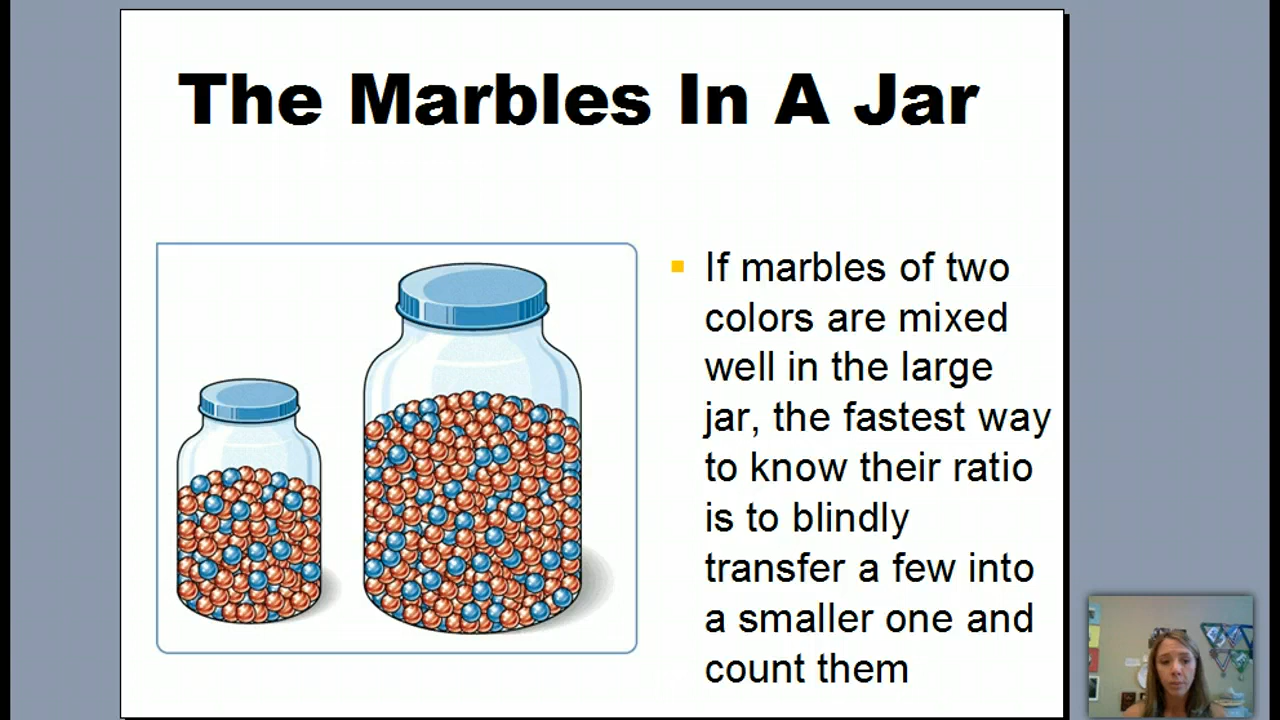 The Marbles In A Jar
If marbles of two
colors are mixed
well in the large
jar, the fastest way
to know their ratio
is to blindly
transfer a few into
a smaller one and
count them